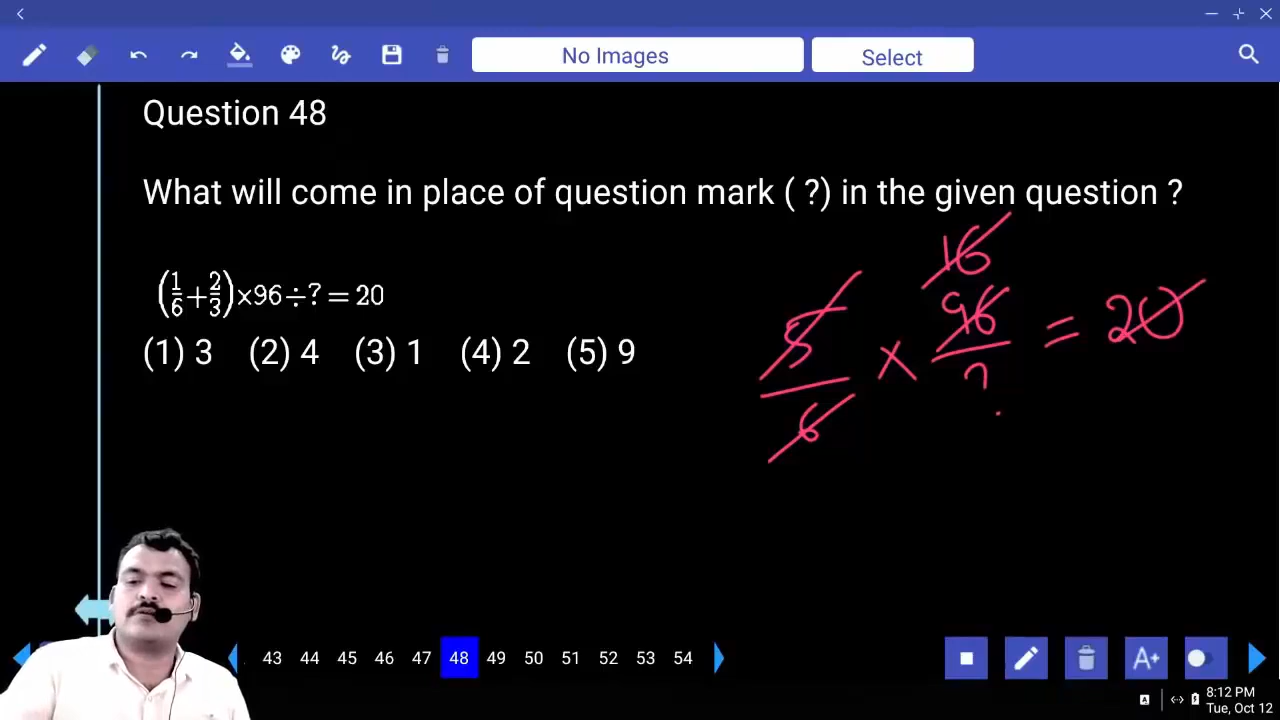 No Images
Select
Question 48
What will come in place of question mark ( ?) in the given question ?
(1/6+2/3)×96÷?=20
(1) 3 (2) 4 (3) 1 (4) 2 (5) 9
16
5/6 × 96/? = 20
43 44 45 46 47 48 49 50 51 52 53 54
A+
A
8:12 PM
Tue, Oct 12